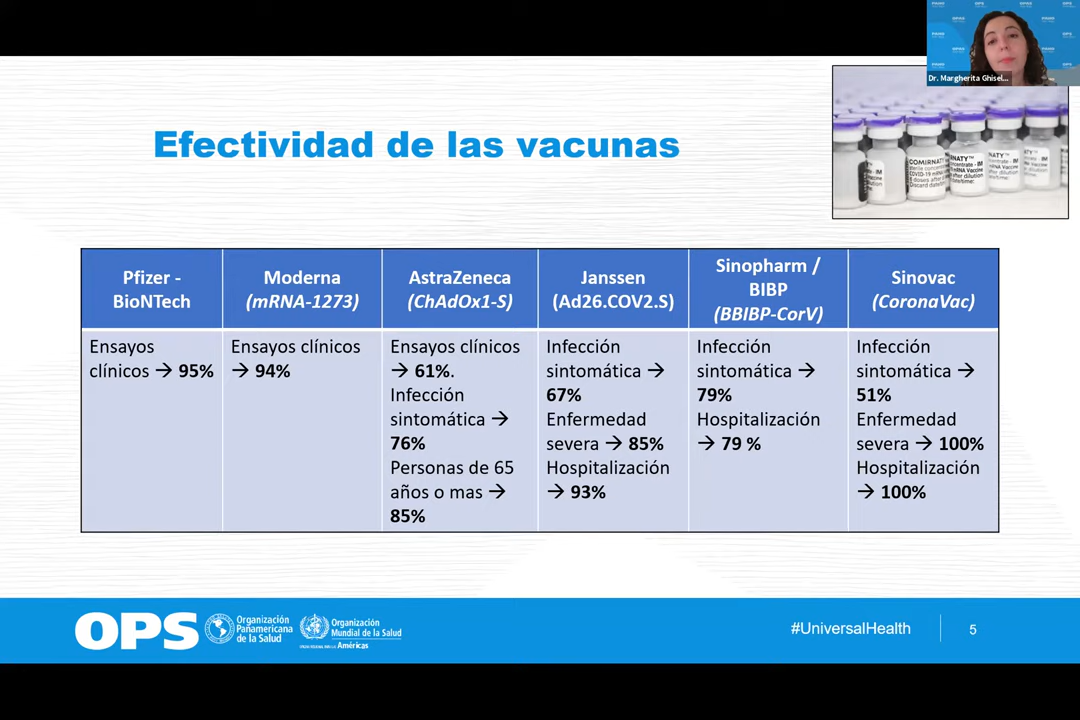 Dr. Margherita Ghisel...
Efectividad de las vacunas
COMIRNATY™
Pfizer -
BioNTech
Moderna
(mRNA-1273)
AstraZeneca
(ChAdOx1-S)
Janssen
(Ad26.COV2.S)
Sinopharm /
BIBP
(BBIBP-CorV)
Sinovac
(CoronaVac)
Ensayos
clínicos → 95%
Ensayos clínicos
→ 94%
Ensayos clínicos
→ 61%.
Infección
sintomática →
76%
Personas de 65
años o mas →
85%
Infección
sintomática →
67%
Enfermedad
severa → 85%
Hospitalización
→ 93%
Infección
sintomática →
79%
Hospitalización
→ 79 %
Infección
sintomática →
51%
Enfermedad
severa → 100%
Hospitalización
→ 100%
OPS
Organización
Panamericana
de la Salud
Organización
Mundial de la Salud
Américas
#UniversalHealth
5